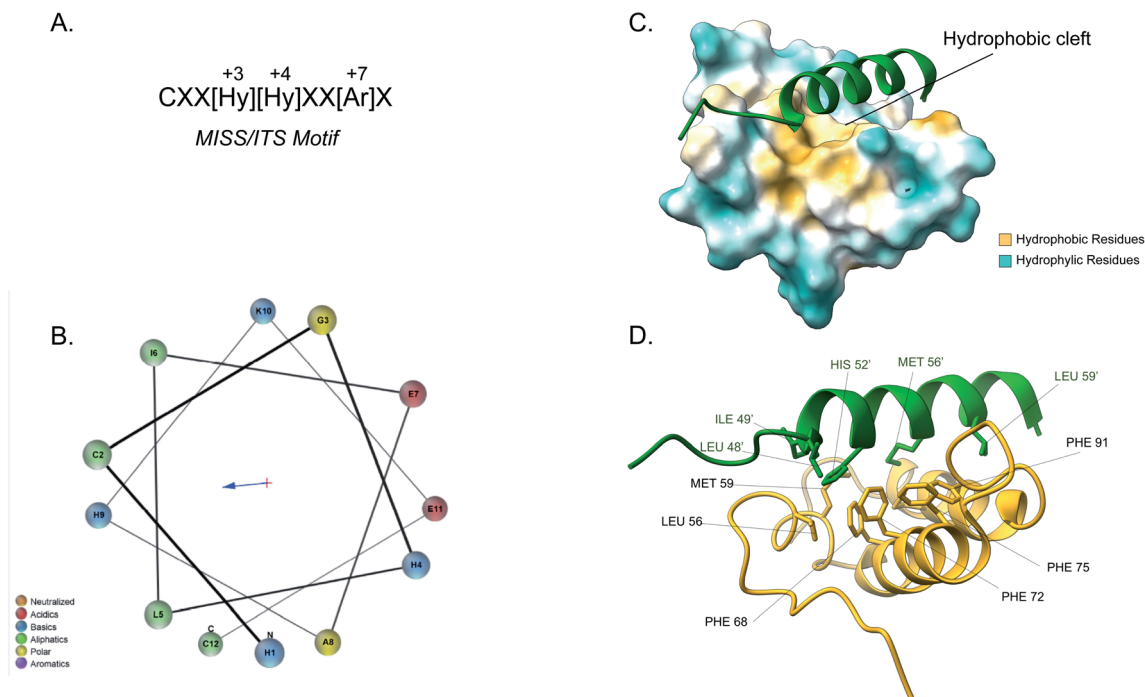 A.
+3 +4 +7
CXX[Hy][Hy]XX[Ar]X
MISS/ITS Motif
B.
K10
G3
I6
E7
C2
H9
E11
H4
L5
C
C12
N
H1
A8
Neutralized
Acidics
Basics
Aliphatics
Polar
Aromatics
C.
Hydrophobic cleft
Hydrophobic Residues
Hydrophylic Residues
D.
HIS 52'
MET 56'
LEU 59'
ILE 49'
LEU 48'
PHE 91
MET 59
LEU 56
PHE 75
PHE 72
PHE 68